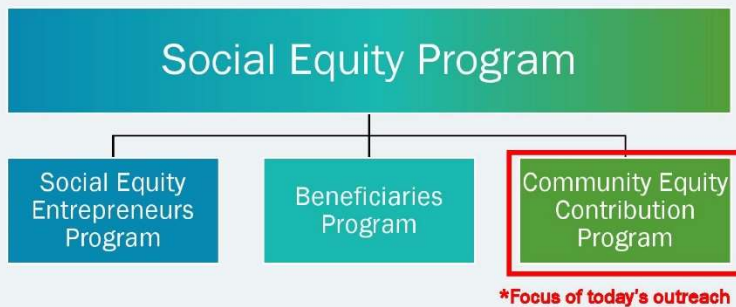 Social Equity Program
Social Equity
Entrepreneurs
Program
Beneficiaries
Program
Community Equity
Contribution
Program
*Focus of today's outreach